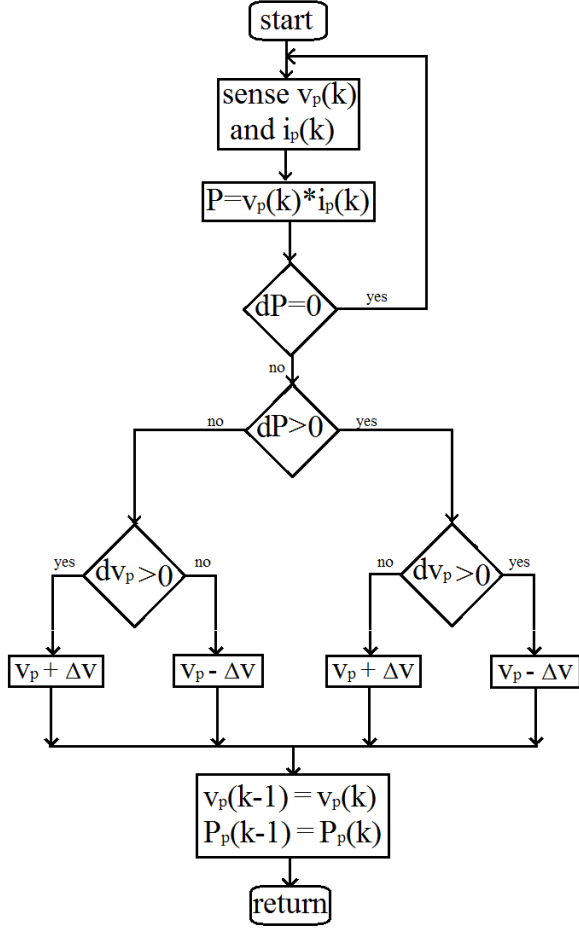 start
sense vₚ(k)
and iₚ(k)
P=vₚ(k)*iₚ(k)
dP=0
yes
no
dP>0
no
yes
dvₚ>0
yes
no
dvₚ>0
no
yes
vₚ + ΔV
vₚ - ΔV
vₚ + ΔV
vₚ - ΔV
vₚ(k-1) = vₚ(k)
Pₚ(k-1) = Pₚ(k)
return